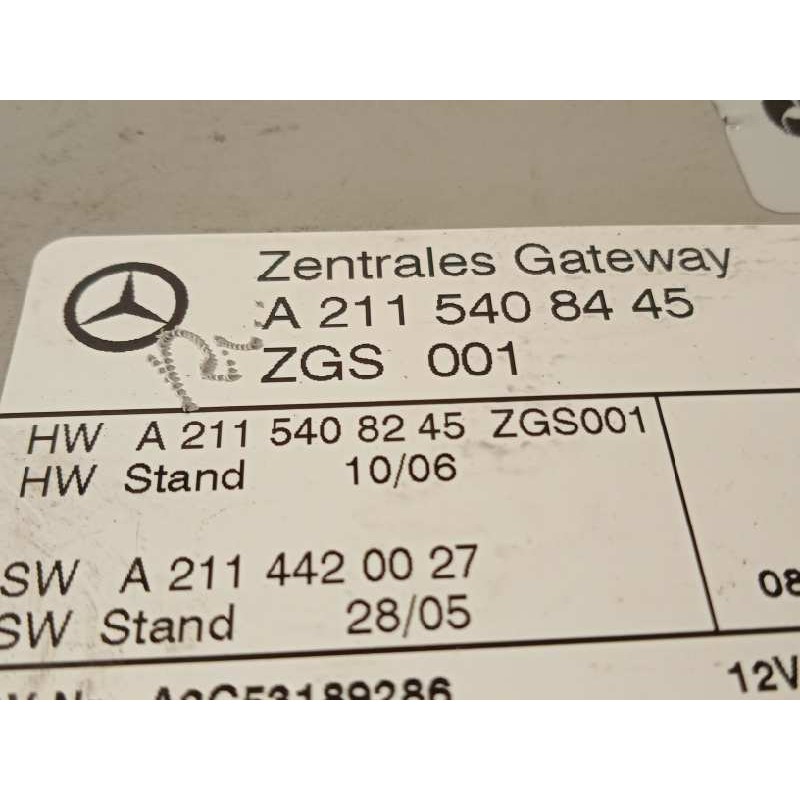 Zentrales Gateway
A 211 540 84 45
ZGS 001
HW A 211 540 82 45 ZGS001
HW Stand 10/06
SW A 211 442 00 27
SW Stand 28/05
08
A2C53189286 12V